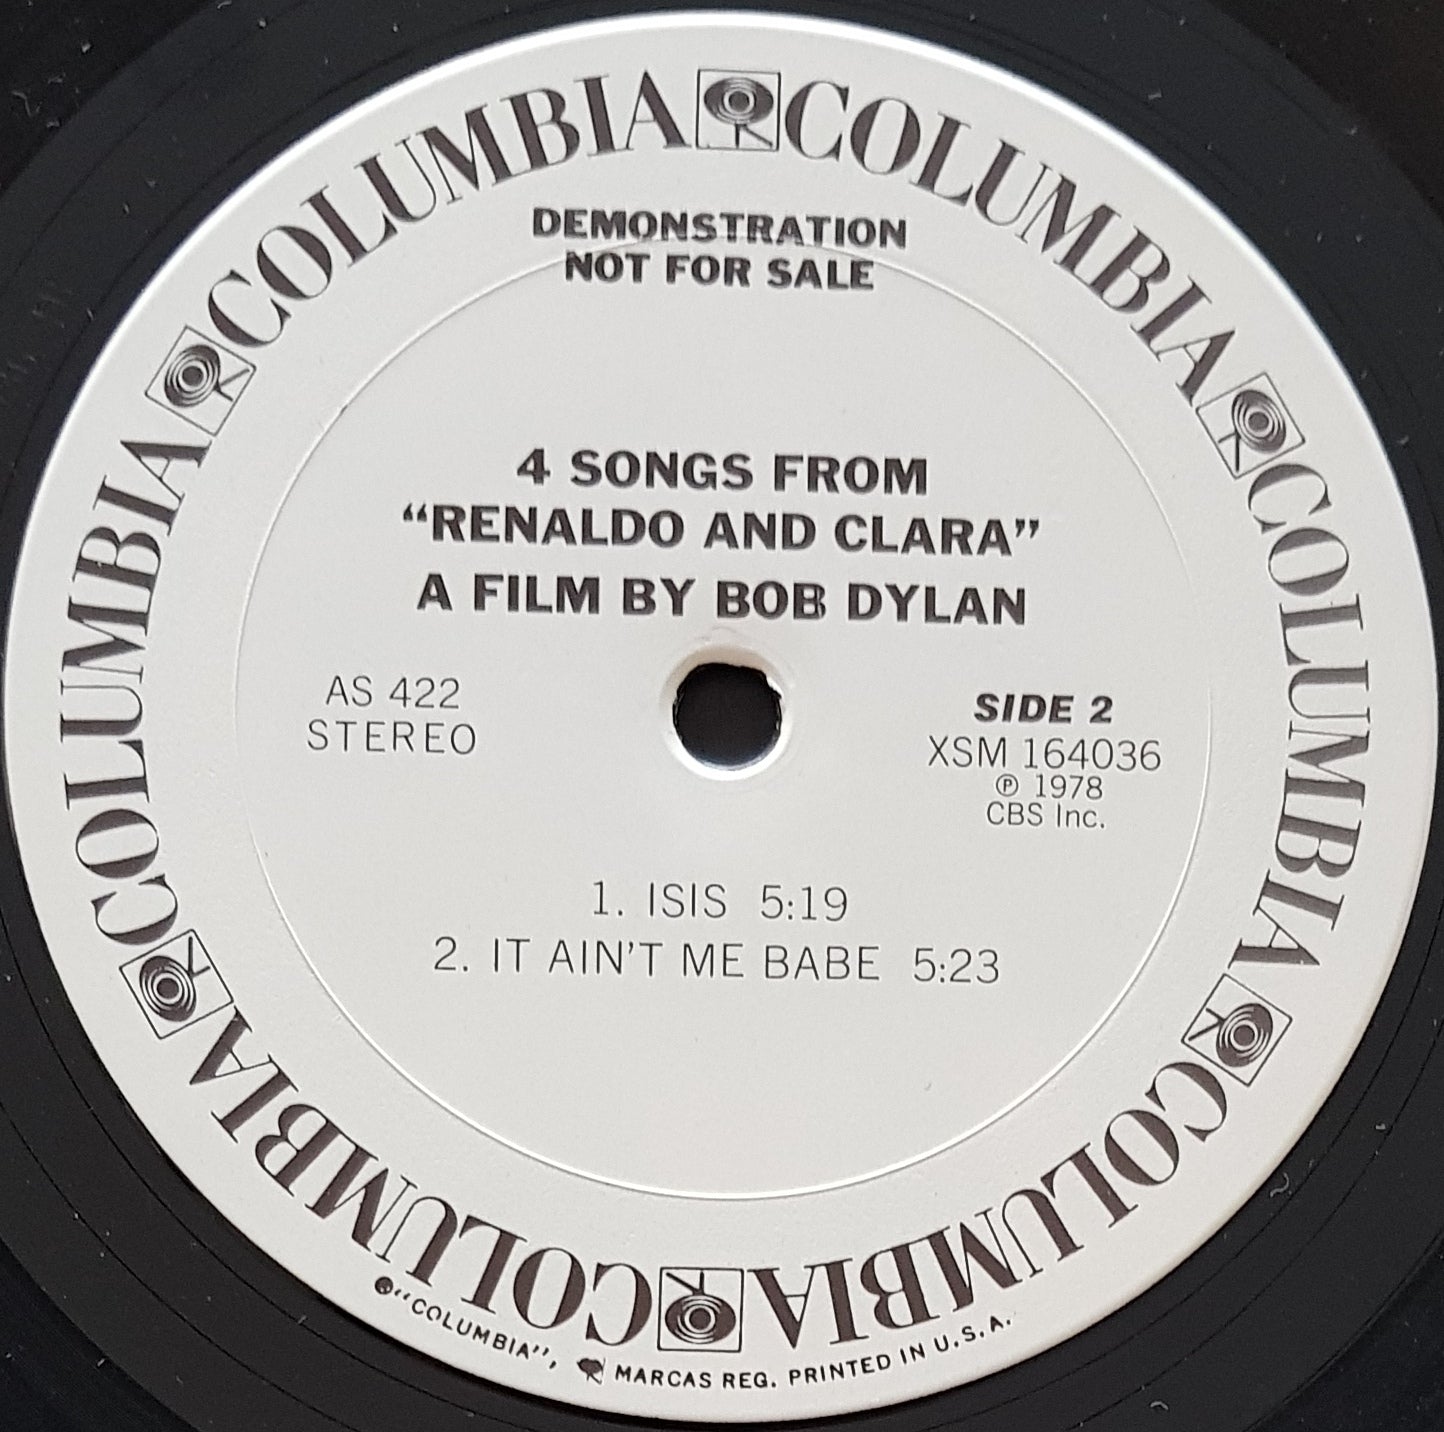 COLUMBIA COLUMBIA COLUMBIA COLUMBIA COLUMBIA COLUMBIA
DEMONSTRATION
NOT FOR SALE
4 SONGS FROM
“RENALDO AND CLARA”
A FILM BY BOB DYLAN
AS 422
STEREO
SIDE 2
XSM 164036
℗ 1978
CBS Inc.
1. ISIS 5:19
2. IT AIN'T ME BABE 5:23
®“COLUMBIA”, MARCAS REG. PRINTED IN U.S.A.